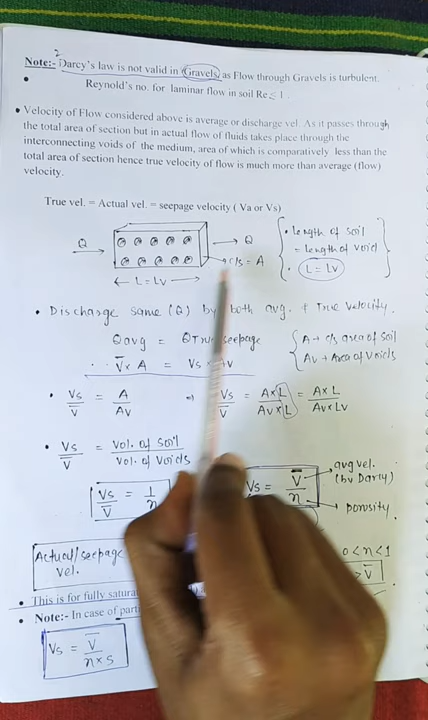 Note:- Darcy's law is not valid in Gravels, as Flow through Gravels is turbulent.
Reynold's no. for laminar flow in soil Re ≤ 1 .
• Velocity of Flow considered above is average or discharge vel. As it passes through
the total area of section but in actual flow of fluids takes place through the
interconnecting voids of the medium, area of which is comparatively less than the
total area of section hence true velocity of flow is much more than average (flow)
velocity.
True vel. = Actual vel. = seepage velocity ( Va or Vs)
Q
Q
c/s = A
L = Lv
• Length of soil
= Length of void
• L = Lv
• Discharge same (Q) by both avg. + True velocity.
Qavg = QTrue/seepage
V̅ × A = Vs ×
A → c/s area of soil
Av → Area of voids
• Vs/V̅ = A/Av ⇒ Vs/V̅ = A×L/Av×L = A×L/Av×Lv
• Vs/V̅ = Vol. of soil/Vol. of voids
Vs/V̅ = 1/n
Vs = V̅/n
avg vel.
(by Darcy)
porosity.
Actual/seepage
vel.
0 < n < 1
> V̅
• This is for fully
• Note:- In case of
Vs = V̅/n×s